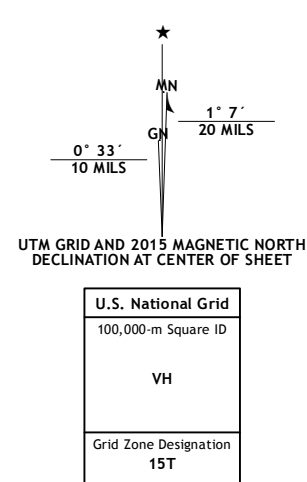 ★
MN
1° 7´
20 MILS
GN
0° 33´
10 MILS
UTM GRID AND 2015 MAGNETIC NORTH
DECLINATION AT CENTER OF SHEET
U.S. National Grid
100,000-m Square ID
VH
Grid Zone Designation
15T